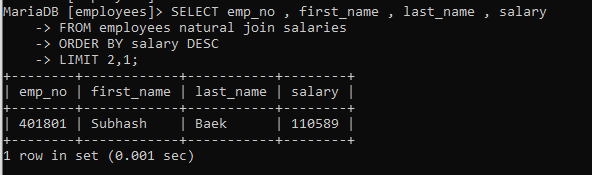 MariaDB [employees]> SELECT emp_no , first_name , last_name , salary
    -> FROM employees natural join salaries
    -> ORDER BY salary DESC
    -> LIMIT 2,1;
+--------+------------+-----------+--------+
| emp_no | first_name | last_name | salary |
+--------+------------+-----------+--------+
| 401801 | Subhash    | Baek      | 110589 |
+--------+------------+-----------+--------+
1 row in set (0.001 sec)